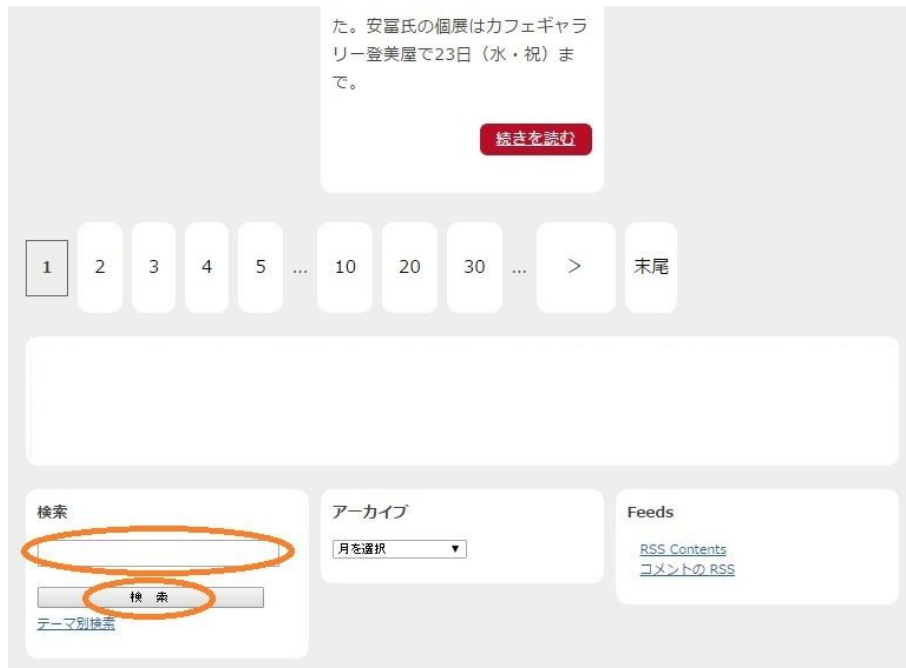 た。安冨氏の個展はカフェギャラ
リー登美屋で23日（水・祝）ま
で。
続きを読む
1 2 3 4 5 … 10 20 30 … ＞ 末尾
検索
検 索
テーマ別検索
アーカイブ
月を選択 ▼
Feeds
RSS Contents
コメントの RSS